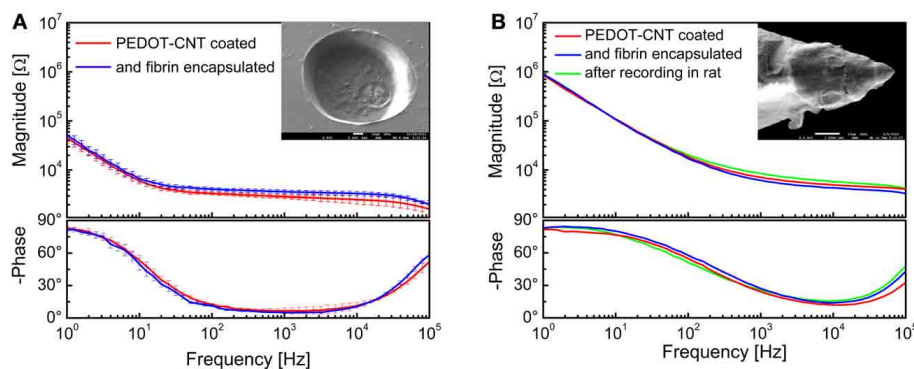 A
PEDOT-CNT coated
and fibrin encapsulated
Magnitude [Ω]
10⁷
10⁶
10⁵
10⁴
-Phase
90°
60°
30°
0°
10⁰ 10¹ 10² 10³ 10⁴ 10⁵
Frequency [Hz]
B
PEDOT-CNT coated
and fibrin encapsulated
after recording in rat
Magnitude [Ω]
10⁷
10⁶
10⁵
10⁴
-Phase
90°
60°
30°
0°
10⁰ 10¹ 10² 10³ 10⁴ 10⁵
Frequency [Hz]